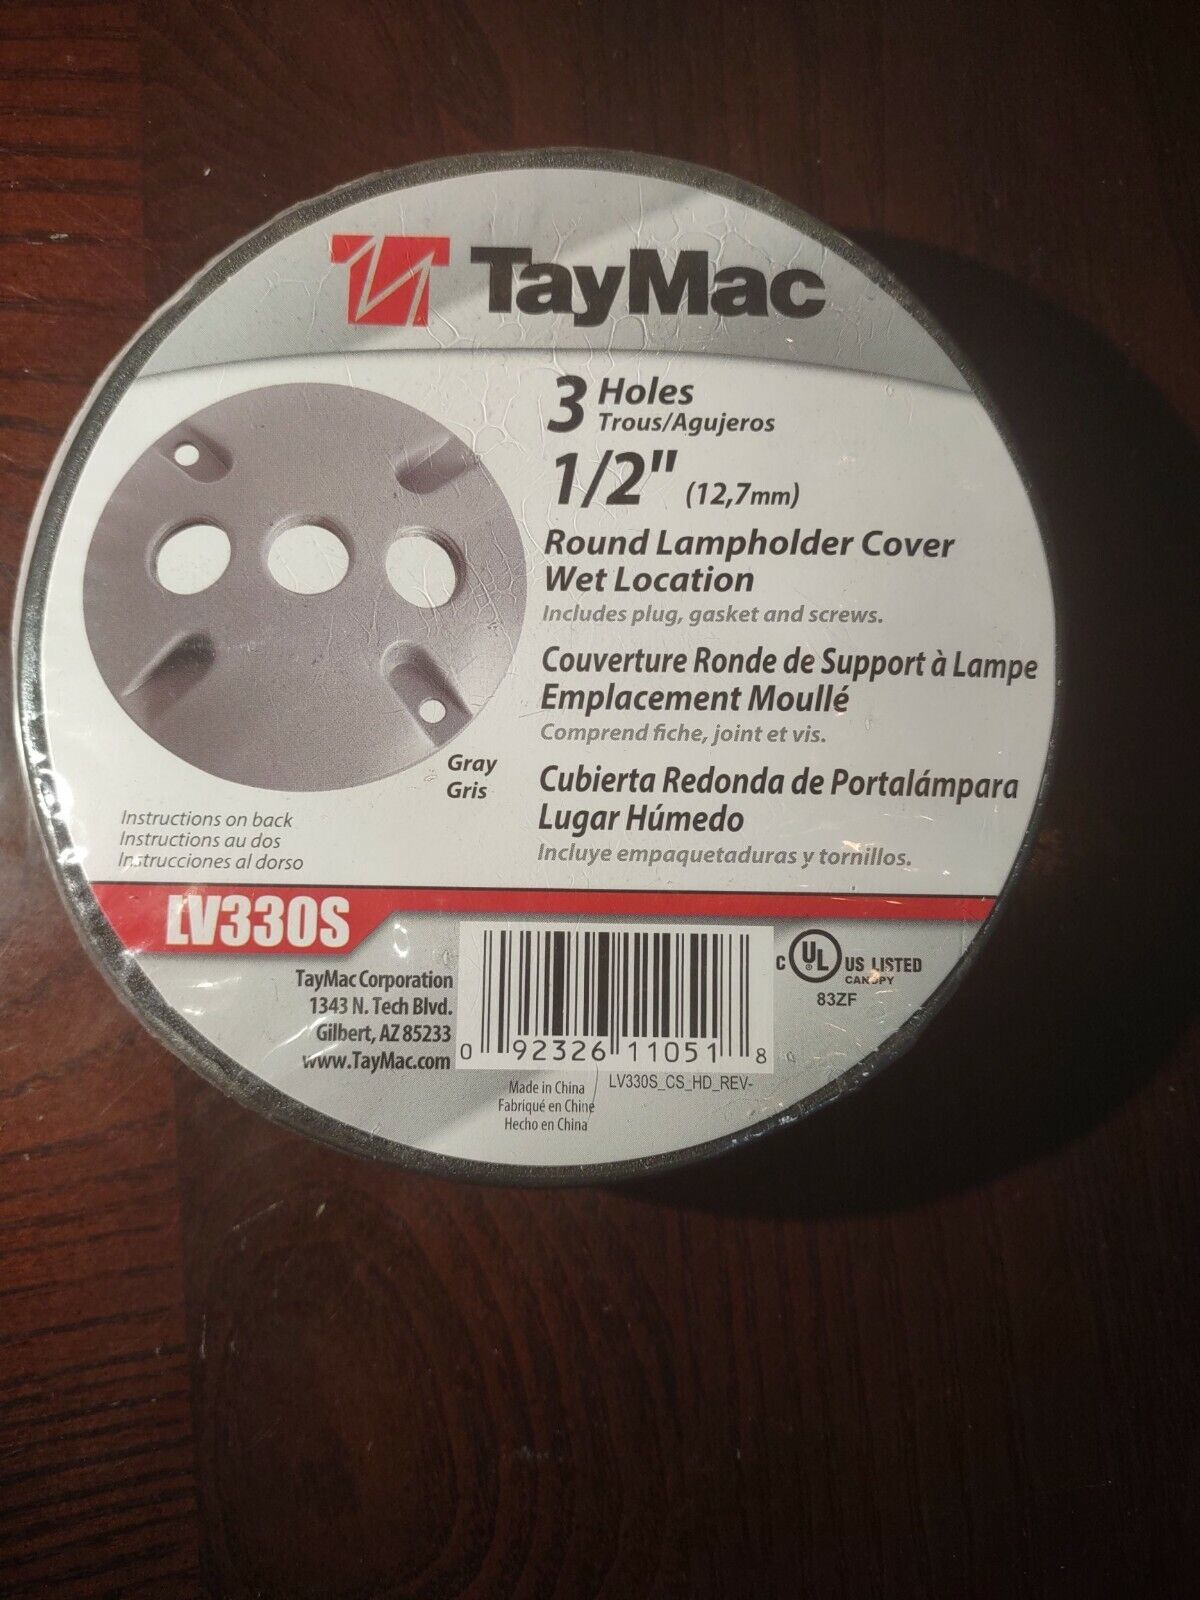 TayMac
3 Holes
Trous/Agujeros
1/2" (12,7mm)
Round Lampholder Cover
Wet Location
Includes plug, gasket and screws.
Couverture Ronde de Support à Lampe
Emplacement Moullé
Comprend fiche, joint et vis.
Cubierta Redonda de Portalámpara
Lugar Húmedo
Incluye empaquetaduras y tornillos.
Gray
Gris
Instructions on back
Instructions au dos
Instrucciones al dorso
LV330S
TayMac Corporation
1343 N. Tech Blvd.
Gilbert, AZ 85233
www.TayMac.com
0 92326 11051 8
LV330S_CS_HD_REV-
Made in China
Fabriqué en Chine
Hecho en China
C UL US LISTED
CANOPY
83ZF